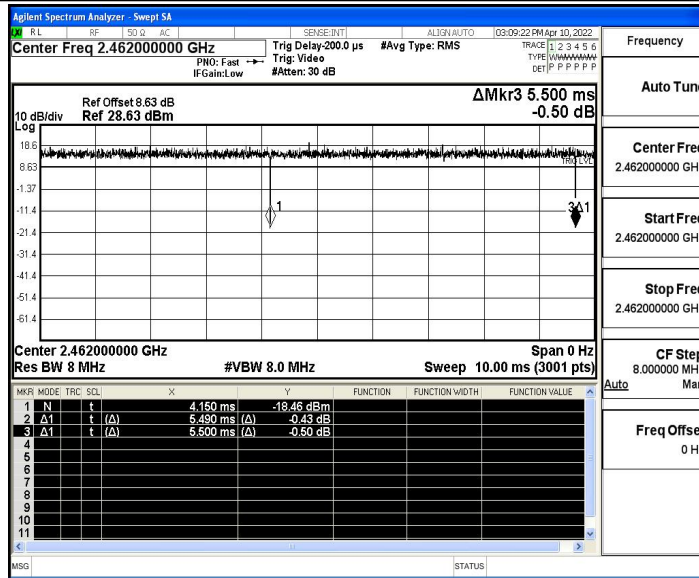 Agilent Spectrum Analyzer - Swept SA
LXI RL RF 50 Ω AC SENSE:INT ALIGN AUTO 03:09:22 PM Apr 10, 2022
Center Freq 2.462000000 GHz
PNO: Fast
IFGain:Low
Trig Delay-200.0 µs
Trig: Video
#Atten: 30 dB
#Avg Type: RMS
TRACE 1 2 3 4 5 6
TYPE WWWWWW
DET P P P P P P
ΔMkr3 5.500 ms
-0.50 dB
Ref Offset 8.63 dB
10 dB/div Ref 28.63 dBm
Log
18.6
8.63
-1.37
-11.4
-21.4
-31.4
-41.4
-51.4
-61.4
TRIG LVL
1
3Δ1
Center 2.462000000 GHz Span 0 Hz
Res BW 8 MHz #VBW 8.0 MHz Sweep 10.00 ms (3001 pts)
MKR MODE TRC SCL X Y FUNCTION FUNCTION WIDTH FUNCTION VALUE
1 N t 4.150 ms -18.46 dBm
2 Δ1 t (Δ) 5.490 ms (Δ) -0.43 dB
3 Δ1 t (Δ) 5.500 ms (Δ) -0.50 dB
4
5
6
7
8
9
10
11
MSG STATUS
Frequency
Auto Tun
Center Fre
2.462000000 GH
Start Fre
2.462000000 GH
Stop Fre
2.462000000 GH
CF Step
8.000000 MH
Auto Ma
Freq Offse
0 H